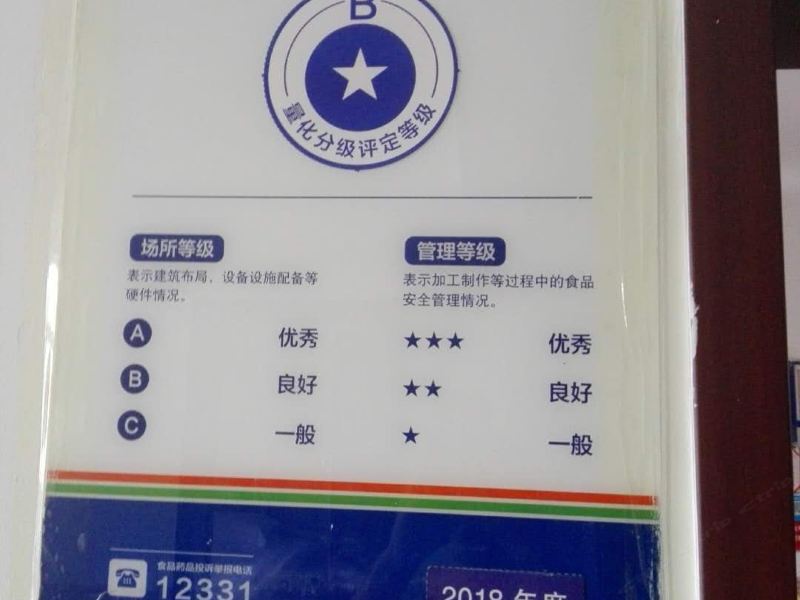 B
量化分级评定等级
场所等级
表示建筑布局、设备设施配备等
硬件情况。
A 优秀
B 良好
C 一般
管理等级
表示加工制作等过程中的食品
安全管理情况。
★★★ 优秀
★★ 良好
★ 一般
食品药品投诉举报电话
12331
2018 年度